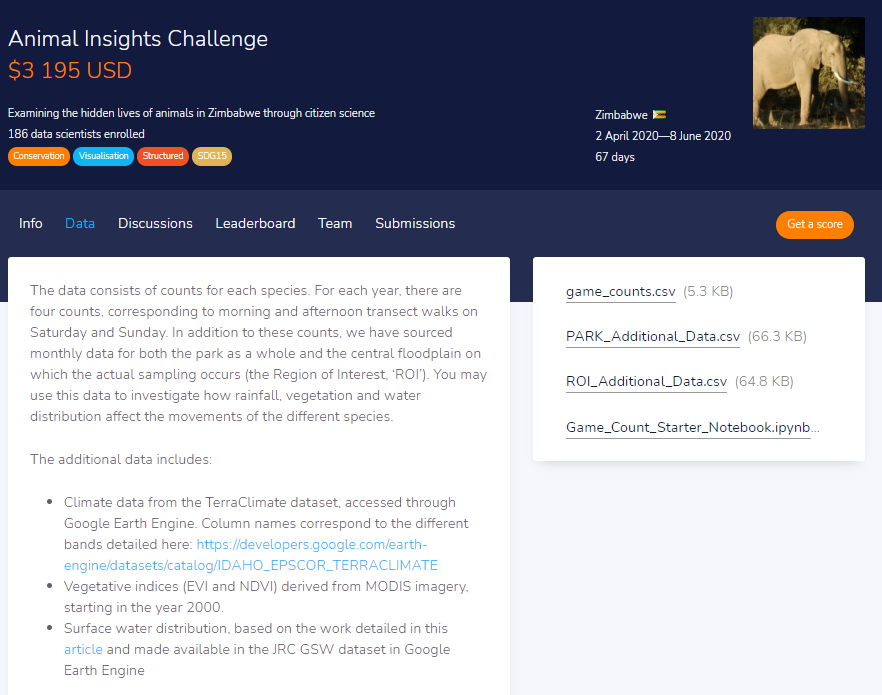 Animal Insights Challenge
$3 195 USD
Examining the hidden lives of animals in Zimbabwe through citizen science
186 data scientists enrolled
Conservation Visualisation Structured SDG15
Zimbabwe
2 April 2020—8 June 2020
67 days
Info Data Discussions Leaderboard Team Submissions
Get a score
The data consists of counts for each species. For each year, there are
four counts, corresponding to morning and afternoon transect walks on
Saturday and Sunday. In addition to these counts, we have sourced
monthly data for both the park as a whole and the central floodplain on
which the actual sampling occurs (the Region of Interest, ‘ROI’). You may
use this data to investigate how rainfall, vegetation and water
distribution affect the movements of the different species.
The additional data includes:
• Climate data from the TerraClimate dataset, accessed through
Google Earth Engine. Column names correspond to the different
bands detailed here: https://developers.google.com/earth-
engine/datasets/catalog/IDAHO_EPSCOR_TERRACLIMATE
• Vegetative indices (EVI and NDVI) derived from MODIS imagery,
starting in the year 2000.
• Surface water distribution, based on the work detailed in this
article and made available in the JRC GSW dataset in Google
Earth Engine
game_counts.csv (5.3 KB)
PARK_Additional_Data.csv (66.3 KB)
ROI_Additional_Data.csv (64.8 KB)
Game_Count_Starter_Notebook.ipynb...